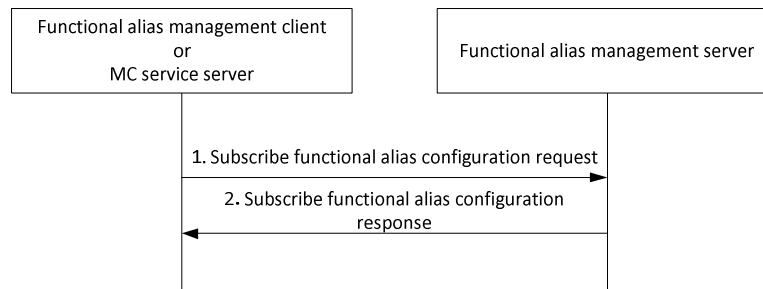 Functional alias management client
or
MC service server
Functional alias management server
1. Subscribe functional alias configuration request
2. Subscribe functional alias configuration
response